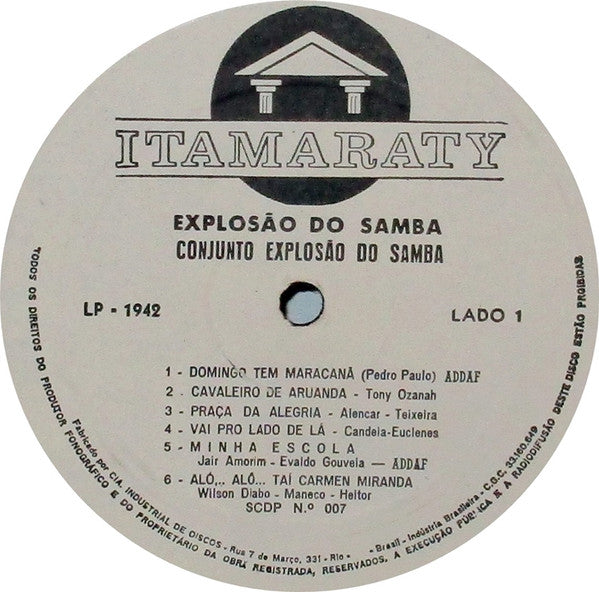 ITAMARATY
EXPLOSÃO DO SAMBA
CONJUNTO EXPLOSÃO DO SAMBA
LP - 1942
LADO 1
1 - DOMINGO TEM MARACANÃ (Pedro Paulo) ADDAF
2 - CAVALEIRO DE ARUANDA - Tony Ozanah
3 - PRAÇA DA ALEGRIA - Alencar - Teixeira
4 - VAI PRO LADO DE LÁ - Candeia-Euclenes
5 - MINHA ESCOLA
Jair Amorim - Evaldo Gouveia — ADDAF
6 - ALÔ,.. ALÔ... TAÍ CARMEN MIRANDA
Wilson Diabo - Maneco - Heitor
SCDP N.º 007
TODOS OS DIREITOS DO PRODUTOR FONOGRÁFICO E DO PROPRIETÁRIO DA OBRA REGISTRADA, RESERVADOS. A EXECUÇÃO PÚBLICA E A RADIODIFUSÃO DESTE DISCO ESTÃO PROIBIDAS
Fabricado por CIA. INDUSTRIAL DE DISCOS - Rua 7 de Março, 331 - Rio - - Brasil - Indústria Brasileira - C.G.C. 33.160.649